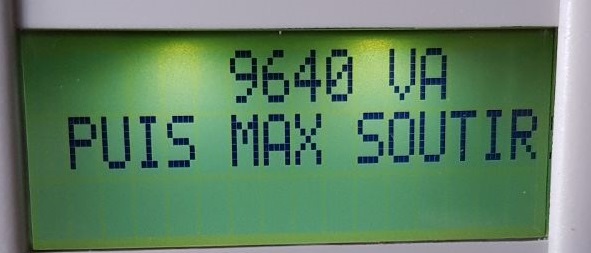 9640 VA
PUIS MAX SOUTIR